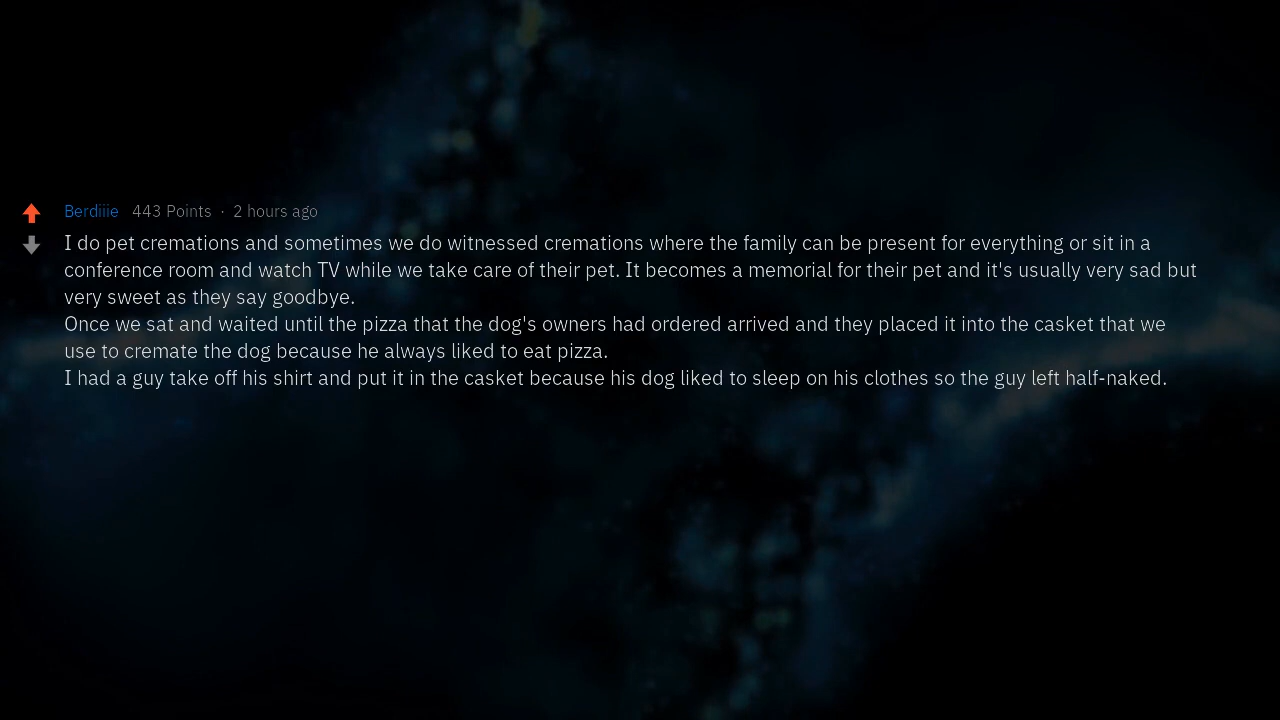 Berdiiie 443 Points · 2 hours ago
I do pet cremations and sometimes we do witnessed cremations where the family can be present for everything or sit in a
conference room and watch TV while we take care of their pet. It becomes a memorial for their pet and it's usually very sad but
very sweet as they say goodbye.
Once we sat and waited until the pizza that the dog's owners had ordered arrived and they placed it into the casket that we
use to cremate the dog because he always liked to eat pizza.
I had a guy take off his shirt and put it in the casket because his dog liked to sleep on his clothes so the guy left half-naked.